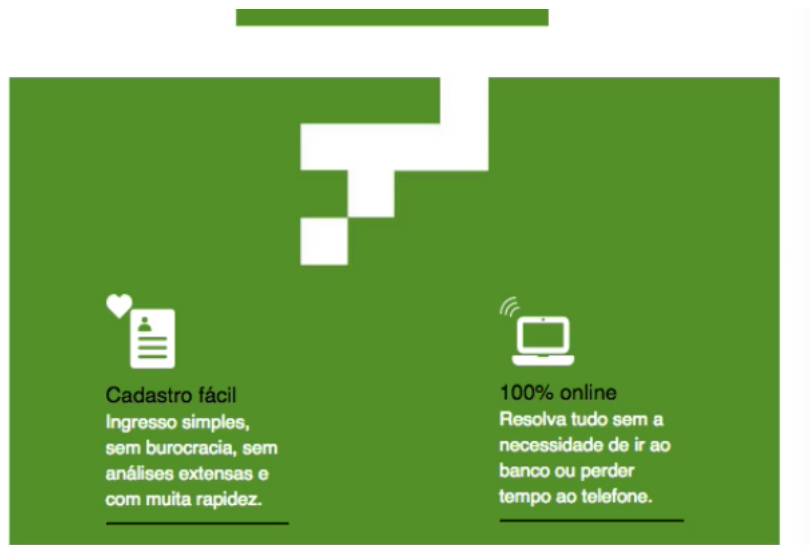 Cadastro fácil
Ingresso simples,
sem burocracia, sem
análises extensas e
com muita rapidez.
100% online
Resolva tudo sem a
necessidade de ir ao
banco ou perder
tempo ao telefone.